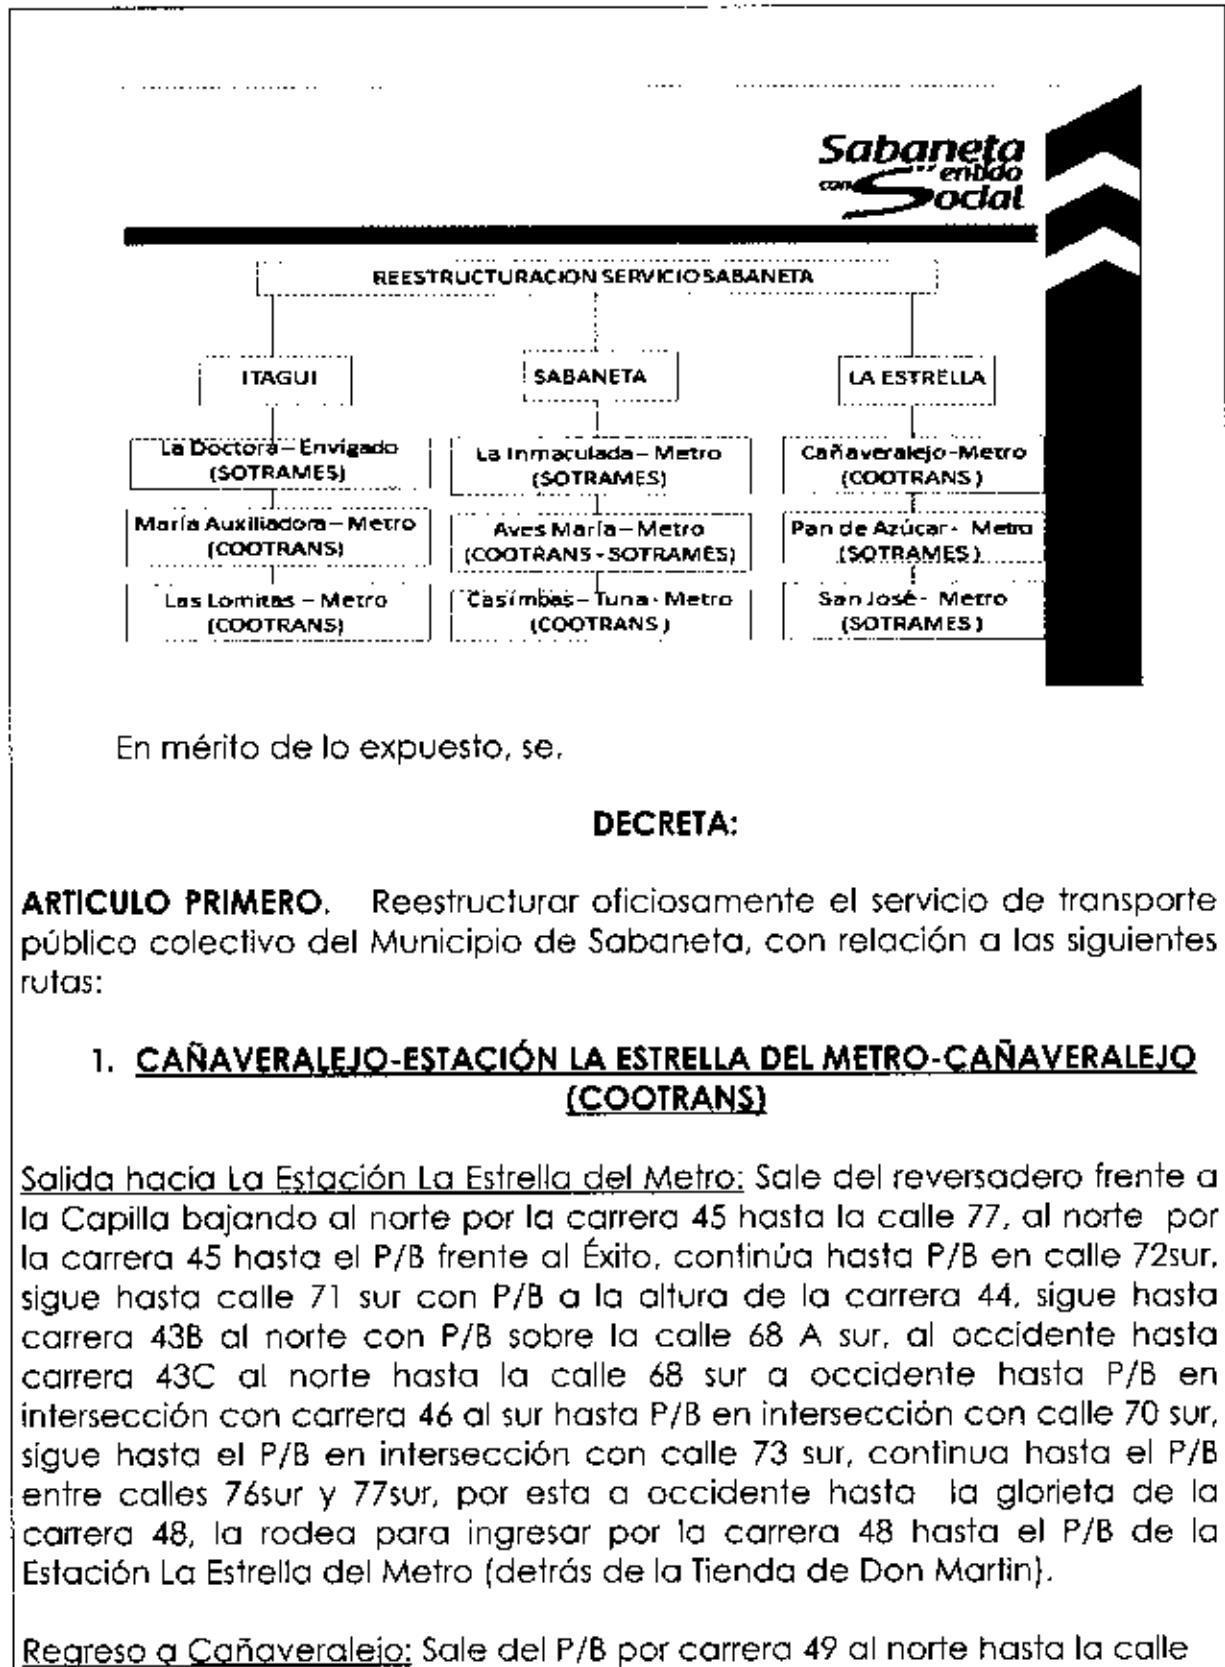 Sabaneta
con Sentido
Social
REESTRUCTURACION SERVICIO SABANETA
ITAGUI
SABANETA
LA ESTRELLA
La Doctora – Envigado
(SOTRAMES)
La Inmaculada – Metro
(SOTRAMES)
Cañaveralejo -Metro
(COOTRANS)
María Auxiliadora – Metro
(COOTRANS)
Aves María – Metro
(COOTRANS - SOTRAMES)
Pan de Azúcar - Metro
(SOTRAMES)
Las Lomitas – Metro
(COOTRANS)
Casimbas – Tuna - Metro
(COOTRANS)
San José - Metro
(SOTRAMES)
En mérito de lo expuesto, se,
DECRETA:
ARTICULO PRIMERO. Reestructurar oficiosamente el servicio de transporte
público colectivo del Municipio de Sabaneta, con relación a las siguientes
rutas:
1. CAÑAVERALEJO-ESTACIÓN LA ESTRELLA DEL METRO-CAÑAVERALEJO
(COOTRANS)
Salida hacia La Estación La Estrella del Metro: Sale del reversadero frente a
la Capilla bajando al norte por la carrera 45 hasta la calle 77, al norte por
la carrera 45 hasta el P/B frente al Éxito, continúa hasta P/B en calle 72sur,
sigue hasta calle 71 sur con P/B a la altura de la carrera 44, sigue hasta
carrera 43B al norte con P/B sobre la calle 68 A sur, al occidente hasta
carrera 43C al norte hasta la calle 68 sur a occidente hasta P/B en
intersección con carrera 46 al sur hasta P/B en intersección con calle 70 sur,
sigue hasta el P/B en intersección con calle 73 sur, continua hasta el P/B
entre calles 76sur y 77sur, por esta a occidente hasta la glorieta de la
carrera 48, la rodea para ingresar por la carrera 48 hasta el P/B de la
Estación La Estrella del Metro (detrás de la Tienda de Don Martin).
Regreso a Cañaveralejo: Sale del P/B por carrera 49 al norte hasta la calle